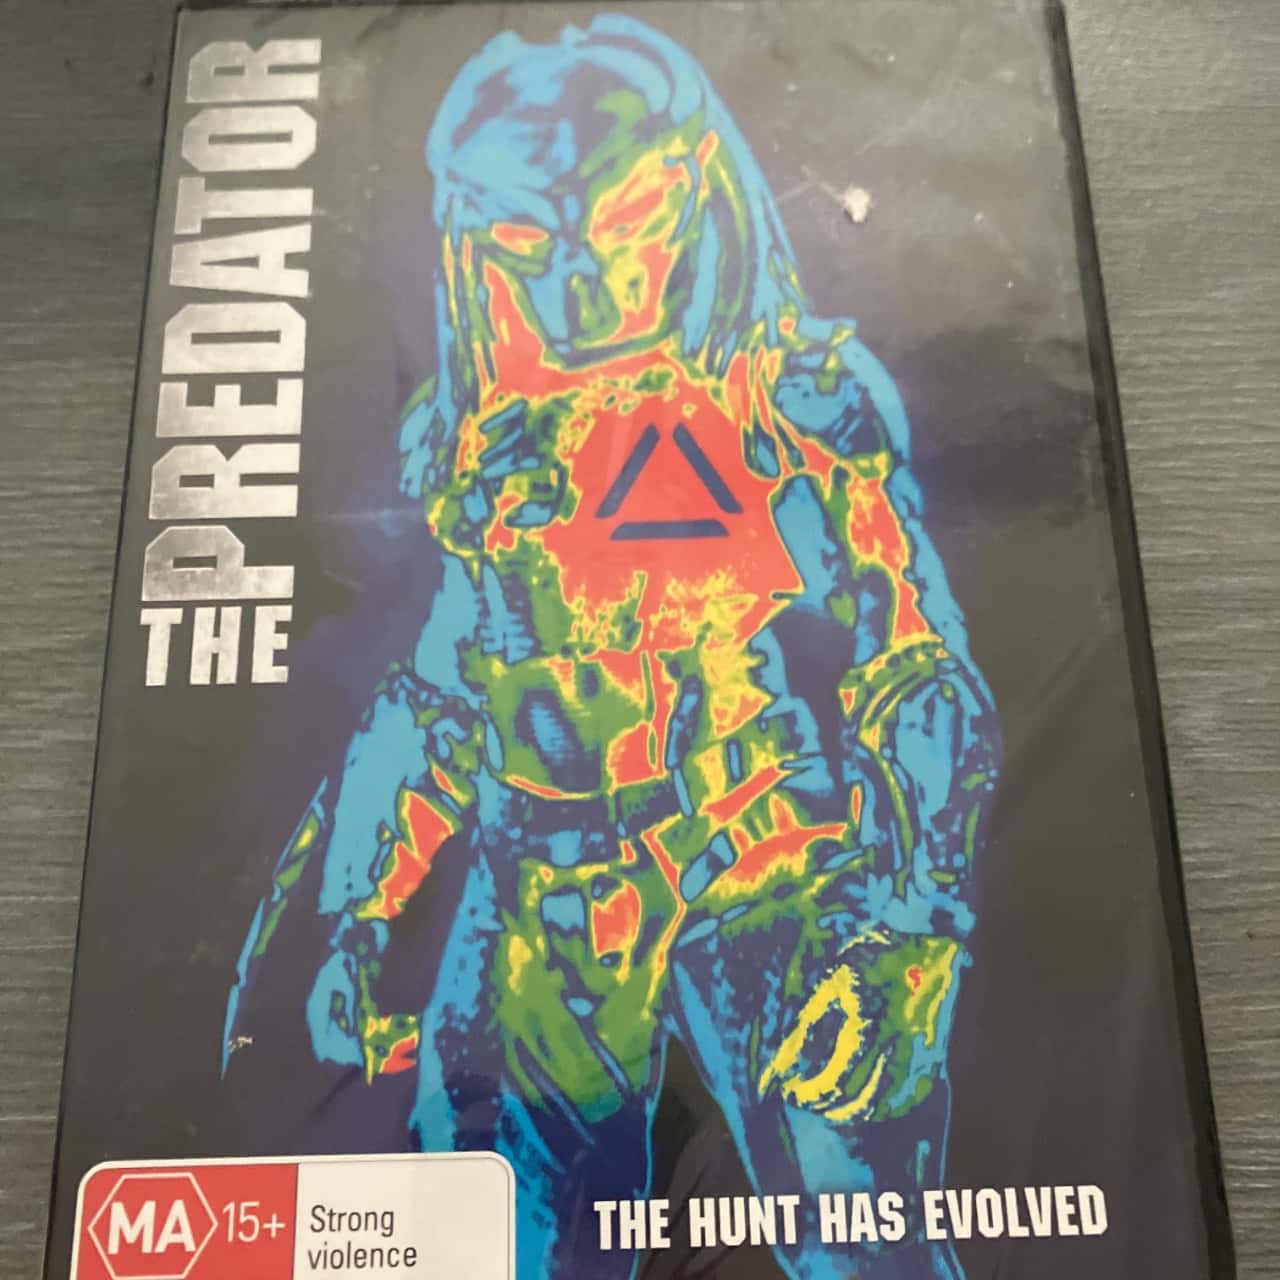 THE PREDATOR
THE HUNT HAS EVOLVED
MA 15+
Strong
violence